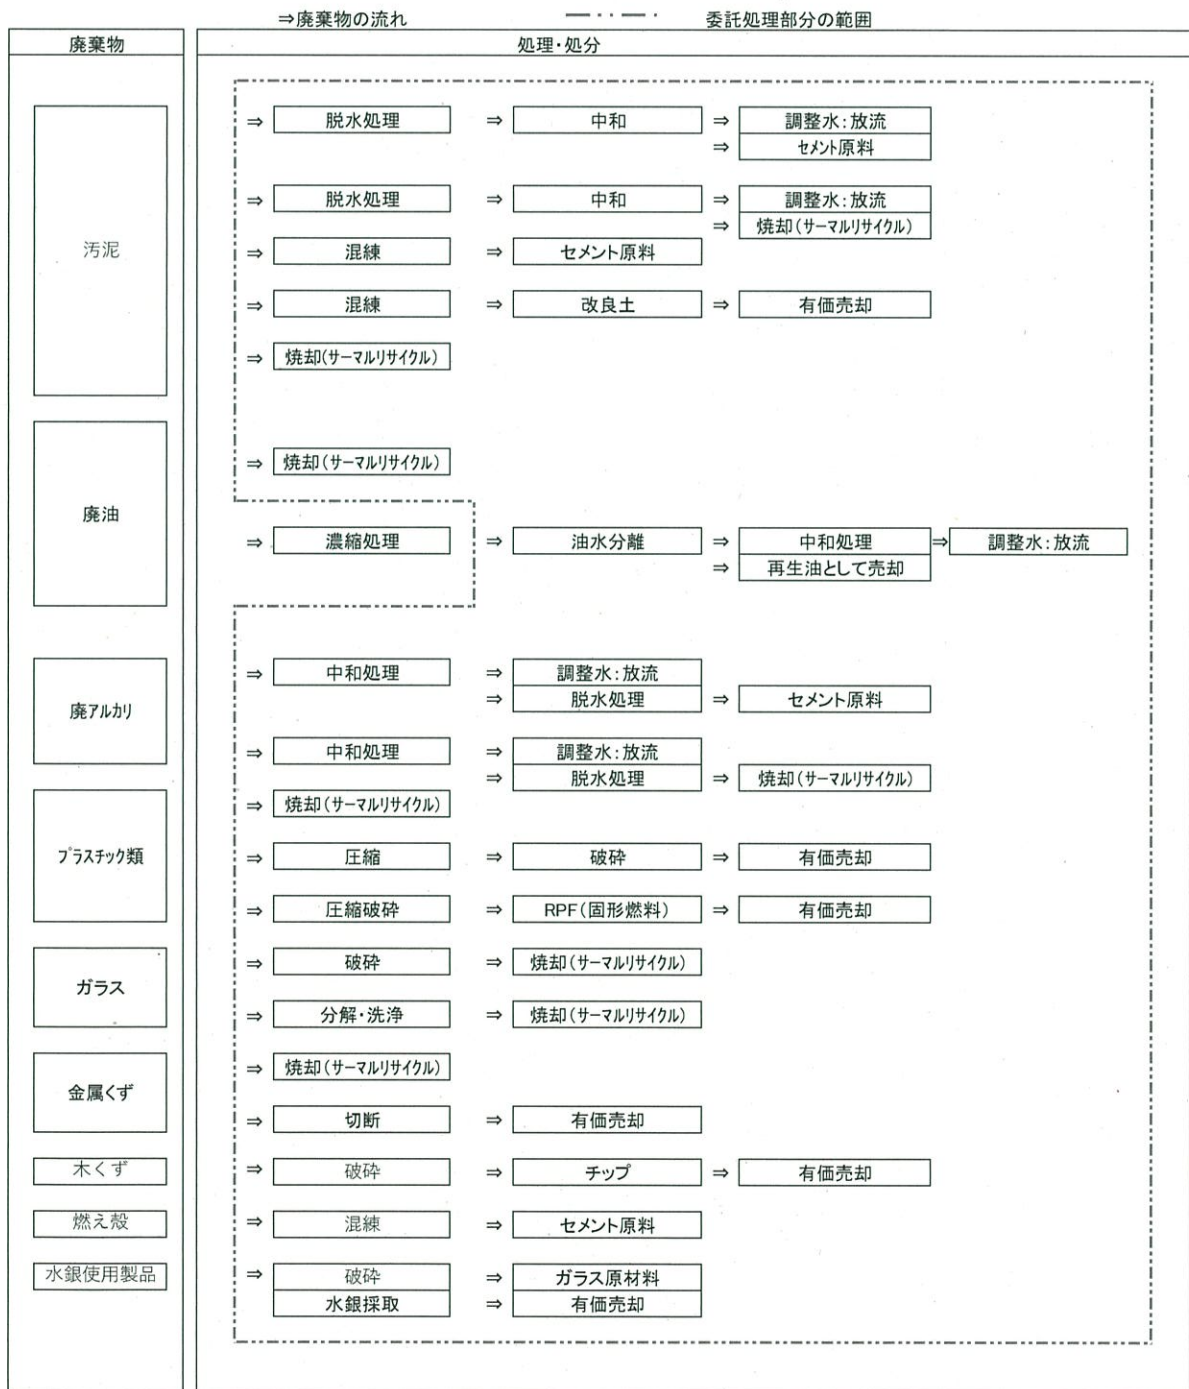 ⇒廃棄物の流れ 委託処理部分の範囲
廃棄物 処理・処分
⇒ 脱水処理 ⇒ 中和 ⇒ 調整水:放流
⇒ セメント原料
⇒ 脱水処理 ⇒ 中和 ⇒ 調整水:放流
⇒ 焼却(サーマルリサイクル)
汚泥
⇒ 混練 ⇒ セメント原料
⇒ 混練 ⇒ 改良土 ⇒ 有価売却
⇒ 焼却(サーマルリサイクル)
⇒ 焼却(サーマルリサイクル)
廃油
⇒ 濃縮処理 ⇒ 油水分離 ⇒ 中和処理 ⇒ 調整水:放流
⇒ 再生油として売却
⇒ 中和処理 ⇒ 調整水:放流
⇒ 脱水処理 ⇒ セメント原料
廃アルカリ
⇒ 中和処理 ⇒ 調整水:放流
⇒ 脱水処理 ⇒ 焼却(サーマルリサイクル)
⇒ 焼却(サーマルリサイクル)
プラスチック類 ⇒ 圧縮 ⇒ 破砕 ⇒ 有価売却
⇒ 圧縮破砕 ⇒ RPF(固形燃料) ⇒ 有価売却
⇒ 破砕 ⇒ 焼却(サーマルリサイクル)
ガラス
⇒ 分解・洗浄 ⇒ 焼却(サーマルリサイクル)
⇒ 焼却(サーマルリサイクル)
金属くず
⇒ 切断 ⇒ 有価売却
木くず ⇒ 破砕 ⇒ チップ ⇒ 有価売却
燃え殻 ⇒ 混練 ⇒ セメント原料
水銀使用製品 ⇒ 破砕 ⇒ ガラス原材料
水銀採取 ⇒ 有価売却